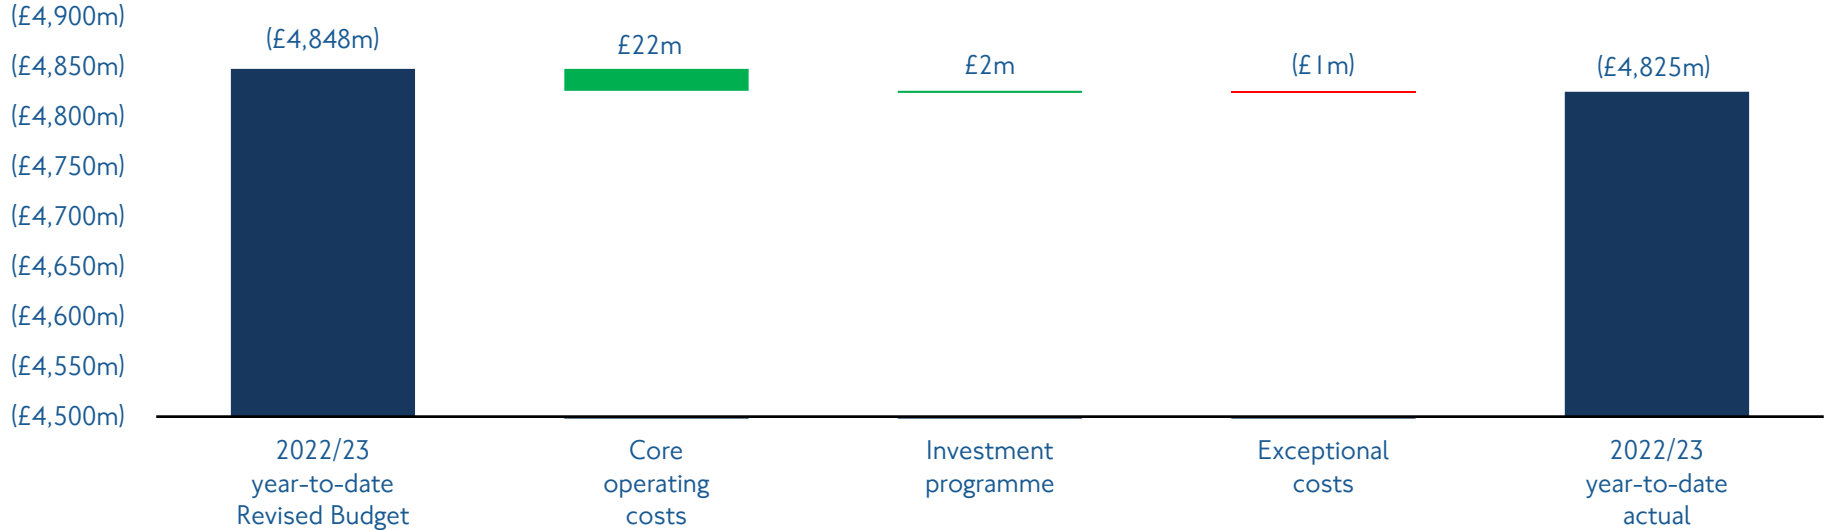 (£4,900m)
(£4,850m)
(£4,800m)
(£4,750m)
(£4,700m)
(£4,650m)
(£4,600m)
(£4,550m)
(£4,500m)
(£4,848m)
£22m
£2m
(£1m)
(£4,825m)
2022/23
year-to-date
Revised Budget
Core
operating
costs
Investment
programme
Exceptional
costs
2022/23
year-to-date
actual